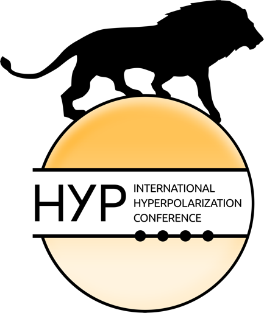 HYP
INTERNATIONAL
HYPERPOLARIZATION
CONFERENCE